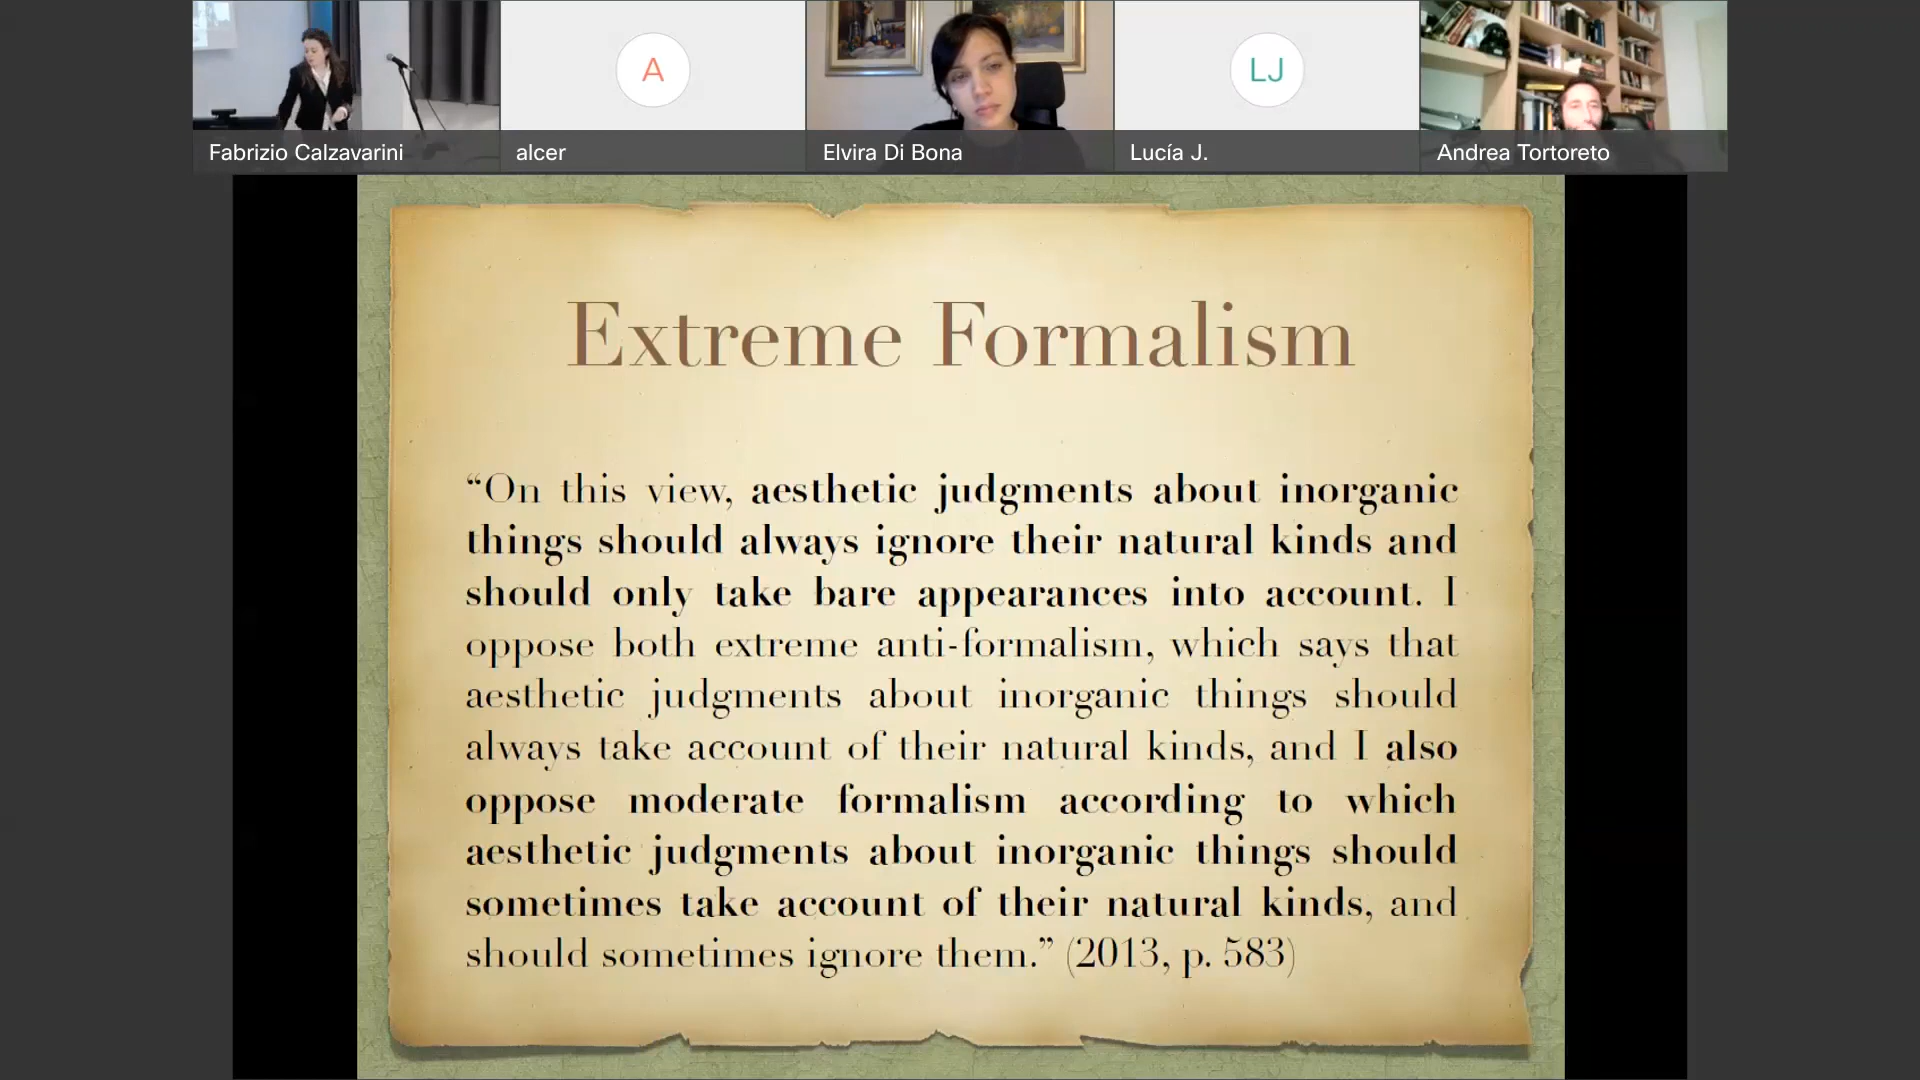 Fabrizio Calzavarini
A
alcer
Elvira Di Bona
LJ
Lucía J.
Andrea Tortoreto
Extreme Formalism
“On this view, aesthetic judgments about inorganic
things should always ignore their natural kinds and
should only take bare appearances into account. I
oppose both extreme anti-formalism, which says that
aesthetic judgments about inorganic things should
always take account of their natural kinds, and I also
oppose moderate formalism according to which
aesthetic judgments about inorganic things should
sometimes take account of their natural kinds, and
should sometimes ignore them.” (2013, p. 583)